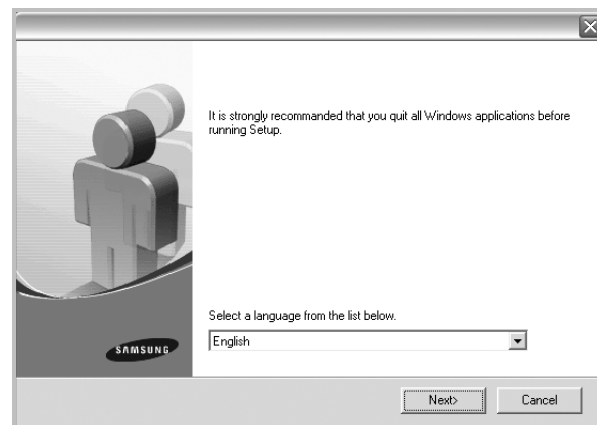 It is strongly recommanded that you quit all Windows applications before
running Setup.
Select a language from the list below.
English
SAMSUNG
Next>
Cancel